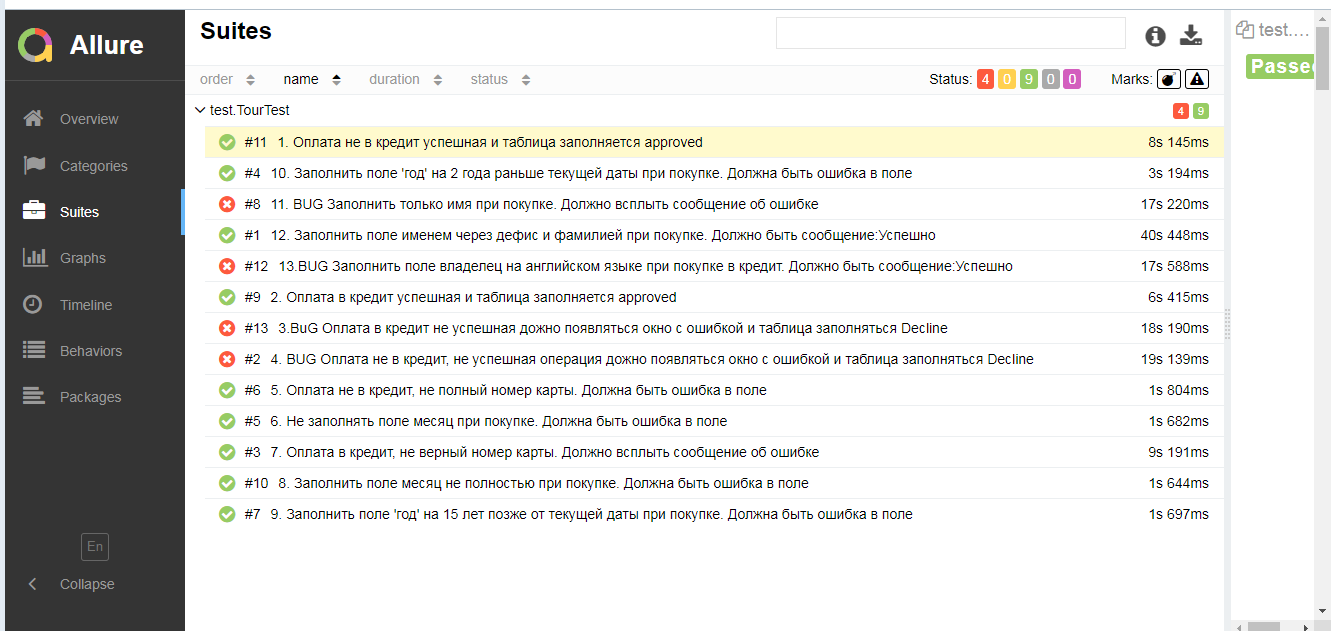 Allure
Overview
Categories
Suites
Graphs
Timeline
Behaviors
Packages
En
Collapse
Suites
order name duration status Status: 4 0 9 0 0 Marks:
test.TourTest 4 9
#11 1. Оплата не в кредит успешная и таблица заполняется approved 8s 145ms
#4 10. Заполнить поле 'год' на 2 года раньше текущей даты при покупке. Должна быть ошибка в поле 3s 194ms
#8 11. BUG Заполнить только имя при покупке. Должно всплыть сообщение об ошибке 17s 220ms
#1 12. Заполнить поле именем через дефис и фамилией при покупке. Должно быть сообщение:Успешно 40s 448ms
#12 13.BUG Заполнить поле владелец на английском языке при покупке в кредит. Должно быть сообщение:Успешно 17s 588ms
#9 2. Оплата в кредит успешная и таблица заполняется approved 6s 415ms
#13 3.BuG Оплата в кредит не успешная дожно появляться окно с ошибкой и таблица заполняться Decline 18s 190ms
#2 4. BUG Оплата не в кредит, не успешная операция дожно появляться окно с ошибкой и таблица заполняться Decline 19s 139ms
#6 5. Оплата не в кредит, не полный номер карты. Должна быть ошибка в поле 1s 804ms
#5 6. Не заполнять поле месяц при покупке. Должна быть ошибка в поле 1s 682ms
#3 7. Оплата в кредит, не верный номер карты. Должно всплыть сообщение об ошибке 9s 191ms
#10 8. Заполнить поле месяц не полностью при покупке. Должна быть ошибка в поле 1s 644ms
#7 9. Заполнить поле 'год' на 15 лет позже от текущей даты при покупке. Должна быть ошибка в поле 1s 697ms
test....
Passe